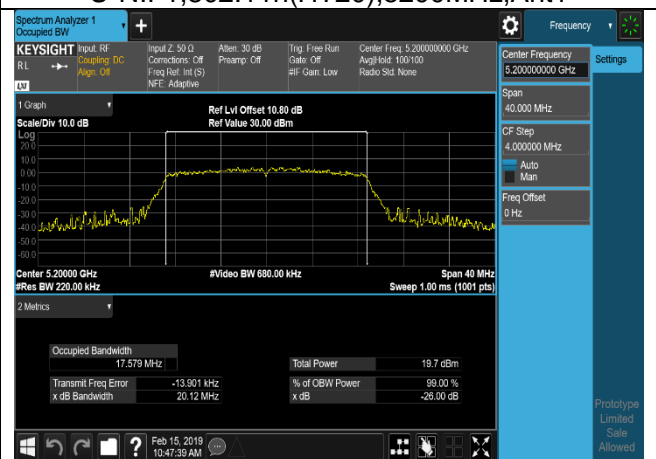 Spectrum Analyzer 1
Occupied BW
Frequency
KEYSIGHT
RL
Input: RF
Coupling: DC
Align: Off
Input Z: 50 Ω
Corrections: Off
Freq Ref: Int (S)
NFE: Adaptive
Atten: 30 dB
Preamp: Off
Trig: Free Run
Gate: Off
#IF Gain: Low
Center Freq: 5.200000000 GHz
Avg|Hold: 100/100
Radio Std: None
Center Frequency
5.200000000 GHz
Settings
Span
40.000 MHz
CF Step
4.000000 MHz
Auto
Man
Freq Offset
0 Hz
1 Graph
Scale/Div 10.0 dB
Ref Lvl Offset 10.80 dB
Ref Value 30.00 dBm
Log
20.0
10.0
0.00
-10.0
-20.0
-30.0
-40.0
-50.0
-60.0
Center 5.20000 GHz
#Video BW 680.00 kHz
Span 40 MHz
#Res BW 220.00 kHz
Sweep 1.00 ms (1001 pts)
2 Metrics
Occupied Bandwidth
17.579 MHz
Total Power 19.7 dBm
Transmit Freq Error -13.901 kHz
% of OBW Power 99.00 %
x dB Bandwidth 20.12 MHz
x dB -26.00 dB
Feb 15, 2019
10:47:39 AM
Prototype
Limited
Sale
Allowed